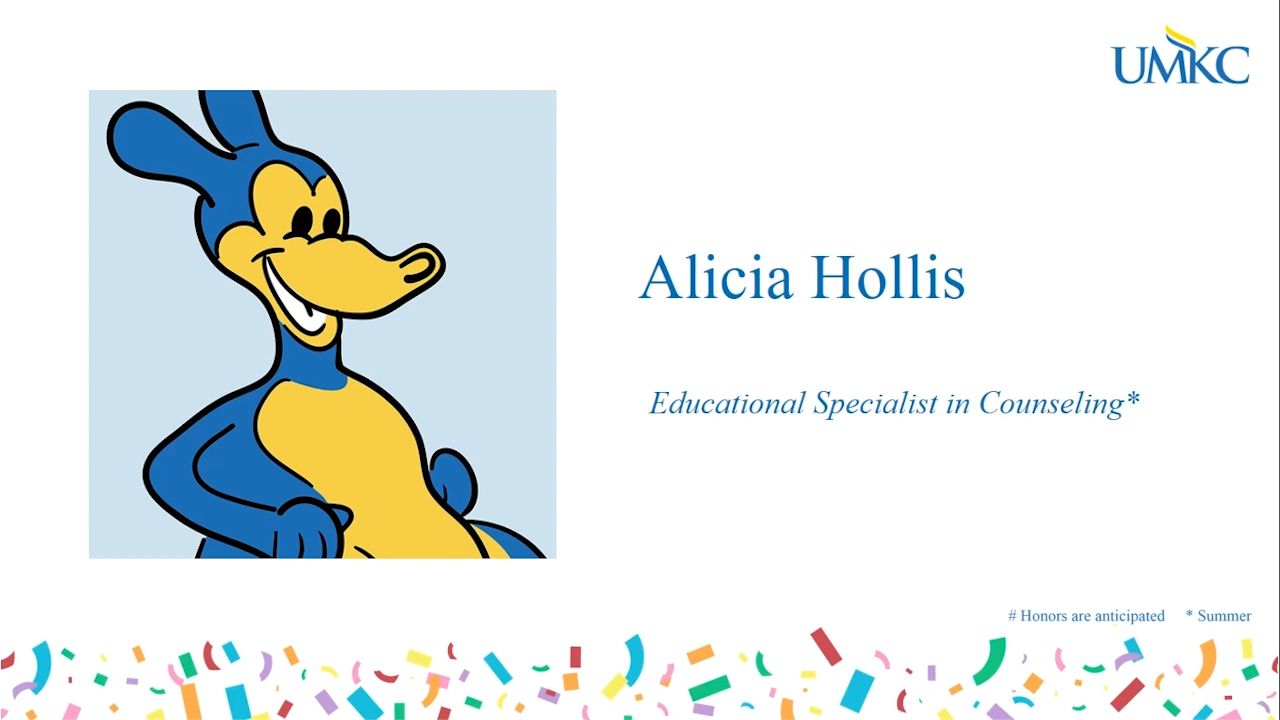 UMKC
Alicia Hollis
Educational Specialist in Counseling*
# Honors are anticipated * Summer